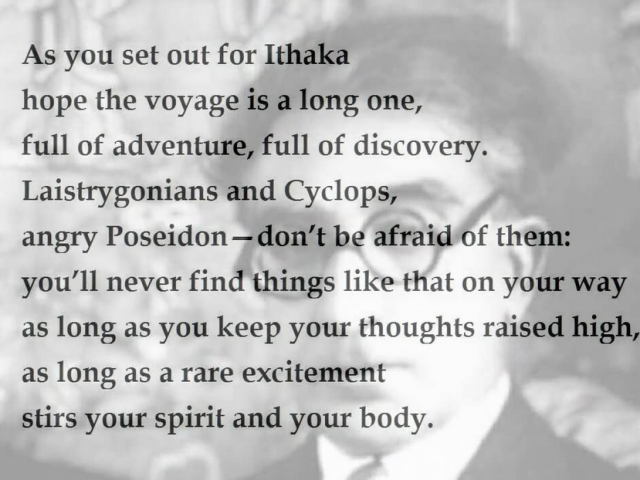 As you set out for Ithaka
hope the voyage is a long one,
full of adventure, full of discovery.
Laistrygonians and Cyclops,
angry Poseidon—don't be afraid of them:
you'll never find things like that on your way
as long as you keep your thoughts raised high,
as long as a rare excitement
stirs your spirit and your body.